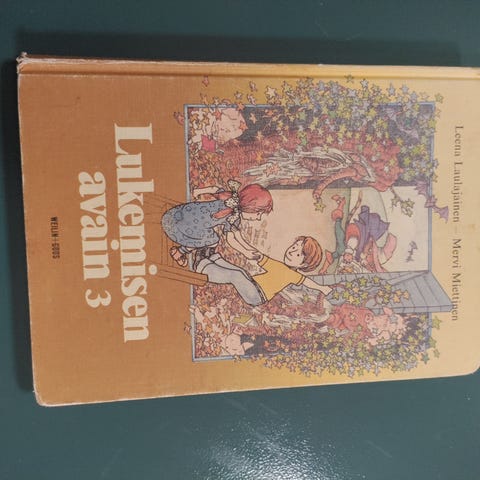 Leena Laulajainen – Mervi Miettinen
Lukemisen
avain 3
WEILIN+GÖÖS